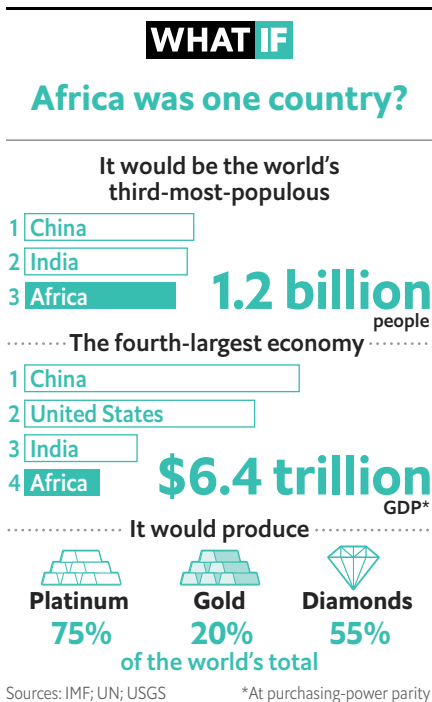 WHAT IF
Africa was one country?
It would be the world's
third-most-populous
1 China
2 India
3 Africa
1.2 billion
people
The fourth-largest economy
1 China
2 United States
3 India
4 Africa
$6.4 trillion
GDP*
It would produce
Platinum Gold Diamonds
75% 20% 55%
of the world's total
Sources: IMF; UN; USGS *At purchasing-power parity